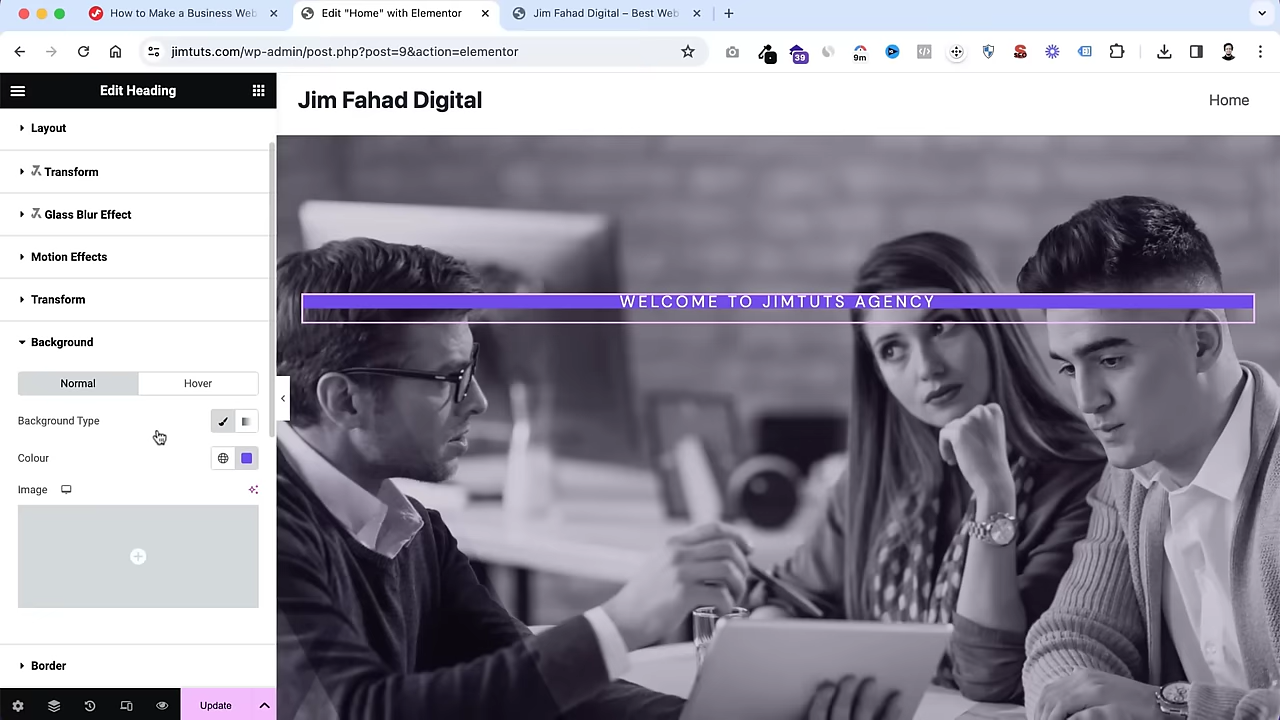 How to Make a Business Web
Edit "Home" with Elementor
Jim Fahad Digital – Best Web
jimtuts.com/wp-admin/post.php?post=9&action=elementor
39
9m
Edit Heading
Layout
Transform
Glass Blur Effect
Motion Effects
Transform
Background
Normal
Hover
Background Type
Colour
Image
Border
Update
Jim Fahad Digital
Home
WELCOME TO JIMTUTS AGENCY